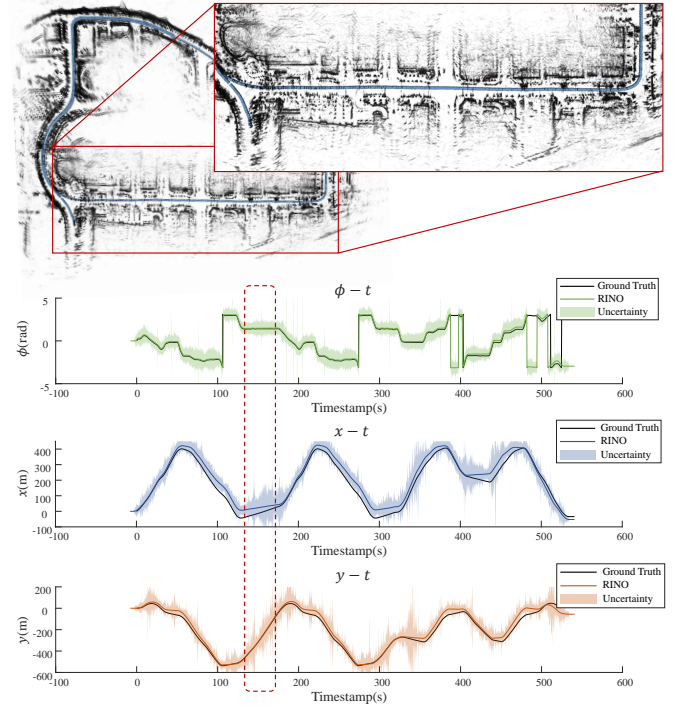 ϕ − t
Ground Truth
RINO
Uncertainty
ϕ(rad)
5
0
-5
-100 0 100 200 300 400 500 600
Timestamp(s)
x − t
Ground Truth
RINO
Uncertainty
x(m)
400
300
200
100
0
-100
-100 0 100 200 300 400 500 600
Timestamp(s)
y − t
Ground Truth
RINO
Uncertainty
y(m)
200
0
-200
-400
-600
-100 0 100 200 300 400 500 600
Timestamp(s)